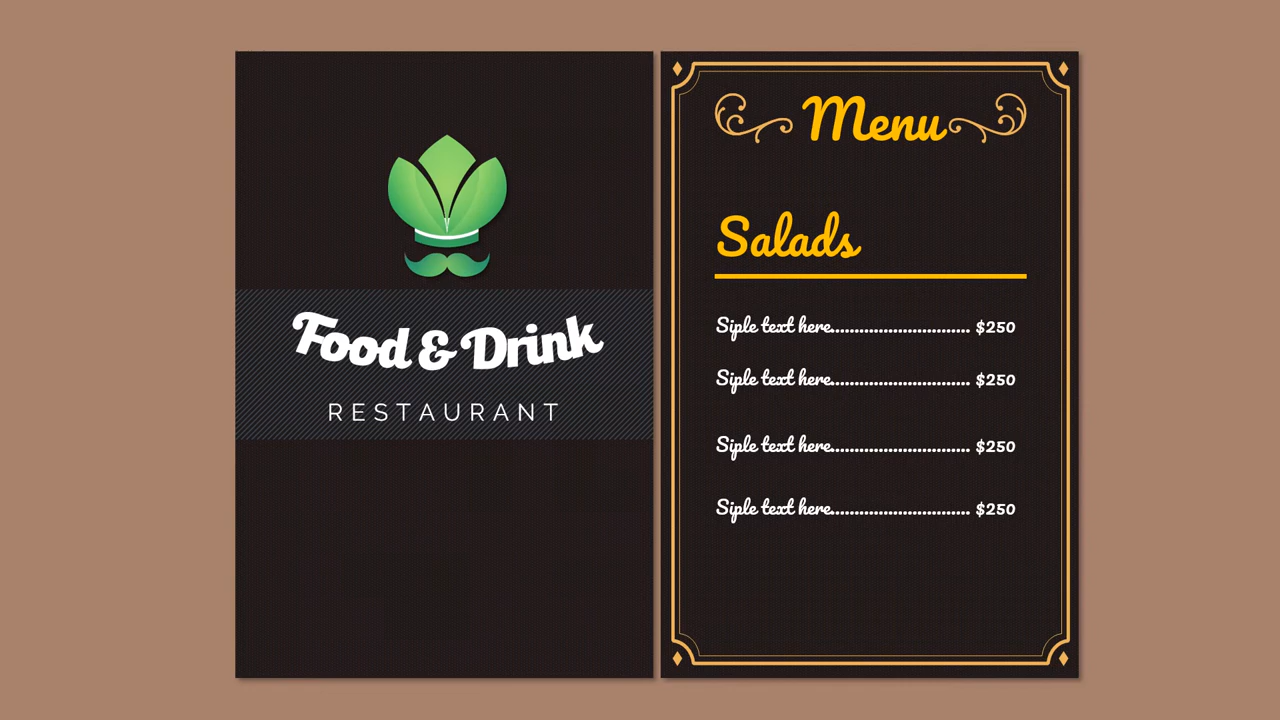 Food & Drink
RESTAURANT
Menu
Salads
Siple text here............................. $250
Siple text here............................. $250
Siple text here............................. $250
Siple text here............................. $250